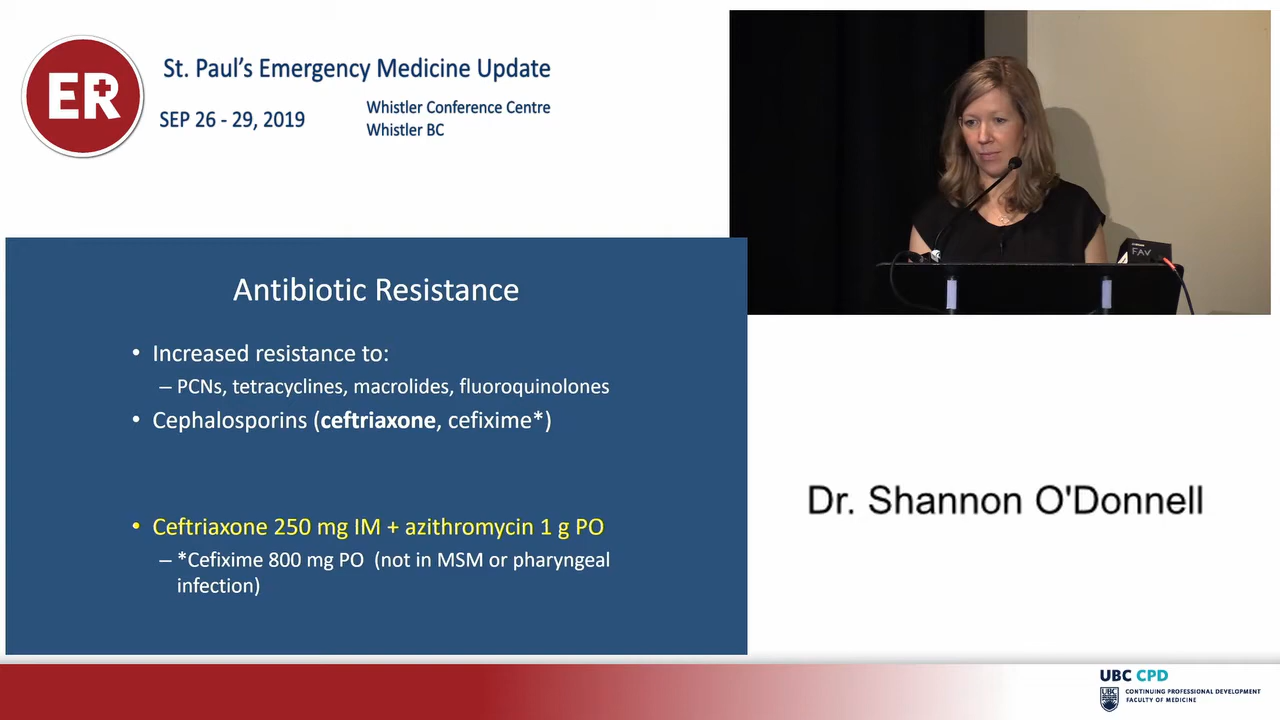 ER
St. Paul's Emergency Medicine Update
SEP 26 - 29, 2019
Whistler Conference Centre
Whistler BC
FAV
Antibiotic Resistance
• Increased resistance to:
– PCNs, tetracyclines, macrolides, fluoroquinolones
• Cephalosporins (ceftriaxone, cefixime*)
• Ceftriaxone 250 mg IM + azithromycin 1 g PO
– *Cefixime 800 mg PO (not in MSM or pharyngeal
infection)
Dr. Shannon O'Donnell
UBC CPD
CONTINUING PROFESSIONAL DEVELOPMENT
FACULTY OF MEDICINE